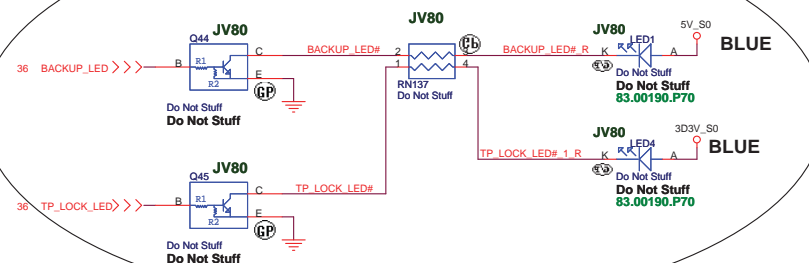 JV80
Q44
R1
R2
B
C
E
GP
36 BACKUP_LED
Do Not Stuff
Do Not Stuff
BACKUP_LED#
JV80
2
1
3
4
RN137
Do Not Stuff
BACKUP_LED#_R
JV80
LED1
K
A
5V_S0
BLUE
Do Not Stuff
Do Not Stuff
83.00190.P70
JV80
Q45
R1
R2
B
C
E
GP
36 TP_LOCK_LED
Do Not Stuff
Do Not Stuff
TP_LOCK_LED#
TP_LOCK_LED#_1_R
JV80
LED4
K
A
3D3V_S0
BLUE
Do Not Stuff
Do Not Stuff
83.00190.P70